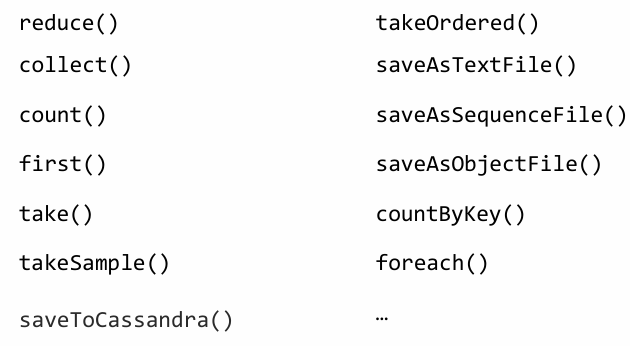 reduce()
collect()
count()
first()
take()
takeSample()
saveToCassandra()
takeOrdered()
saveAsTextFile()
saveAsSequenceFile()
saveAsObjectFile()
countByKey()
foreach()
…